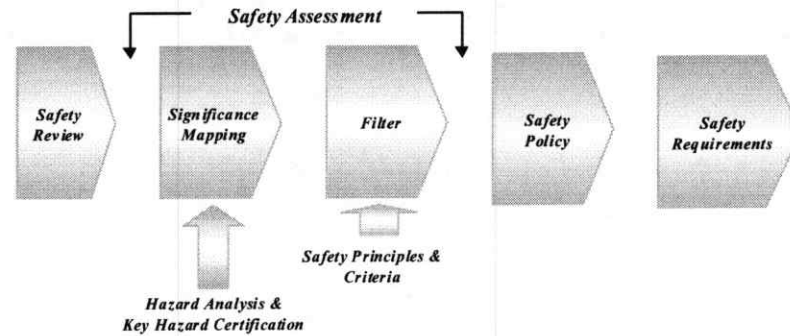 Safety Assessment
Safety
Review
Significance
Mapping
Filter
Safety
Policy
Safety
Requirements
Safety Principles &
Criteria
Hazard Analysis &
Key Hazard Certification